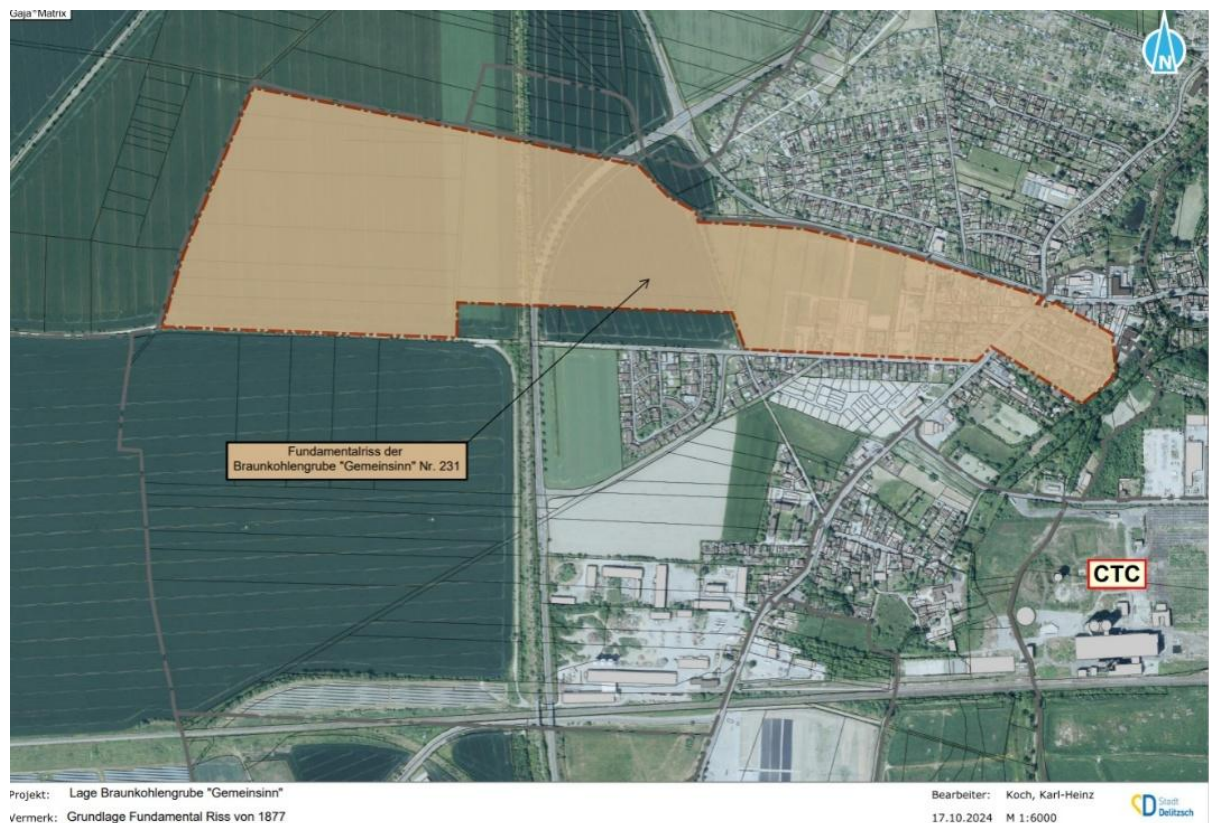 Gaja*Matrix
N
Fundamentalriss der
Braunkohlengrube "Gemeinsinn" Nr. 231
CTC
Projekt: Lage Braunkohlengrube "Gemeinsinn"
Vermerk: Grundlage Fundamental Riss von 1877
Bearbeiter: Koch, Karl-Heinz
17.10.2024 M 1:6000
Stadt
Delitzsch